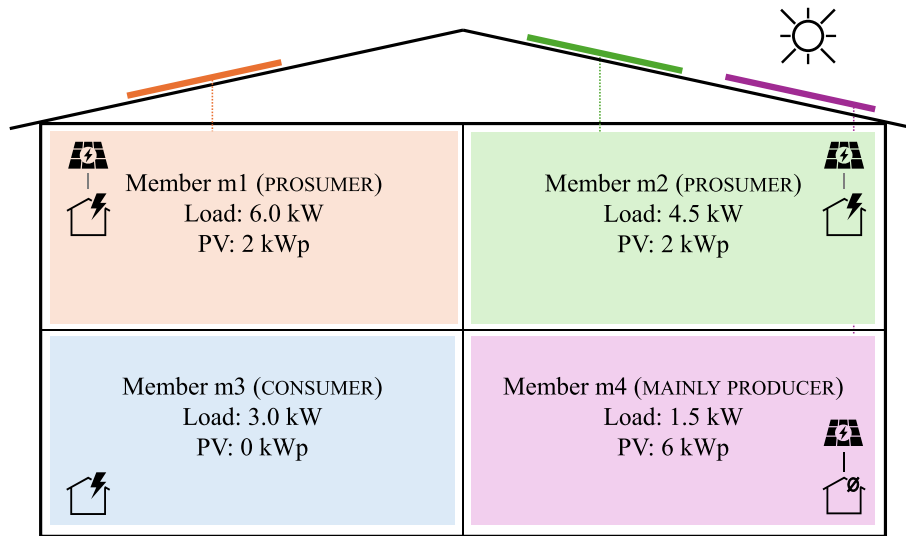 Member m1 (PROSUMER)
Load: 6.0 kW
PV: 2 kWp
Member m2 (PROSUMER)
Load: 4.5 kW
PV: 2 kWp
Member m3 (CONSUMER)
Load: 3.0 kW
PV: 0 kWp
Member m4 (MAINLY PRODUCER)
Load: 1.5 kW
PV: 6 kWp